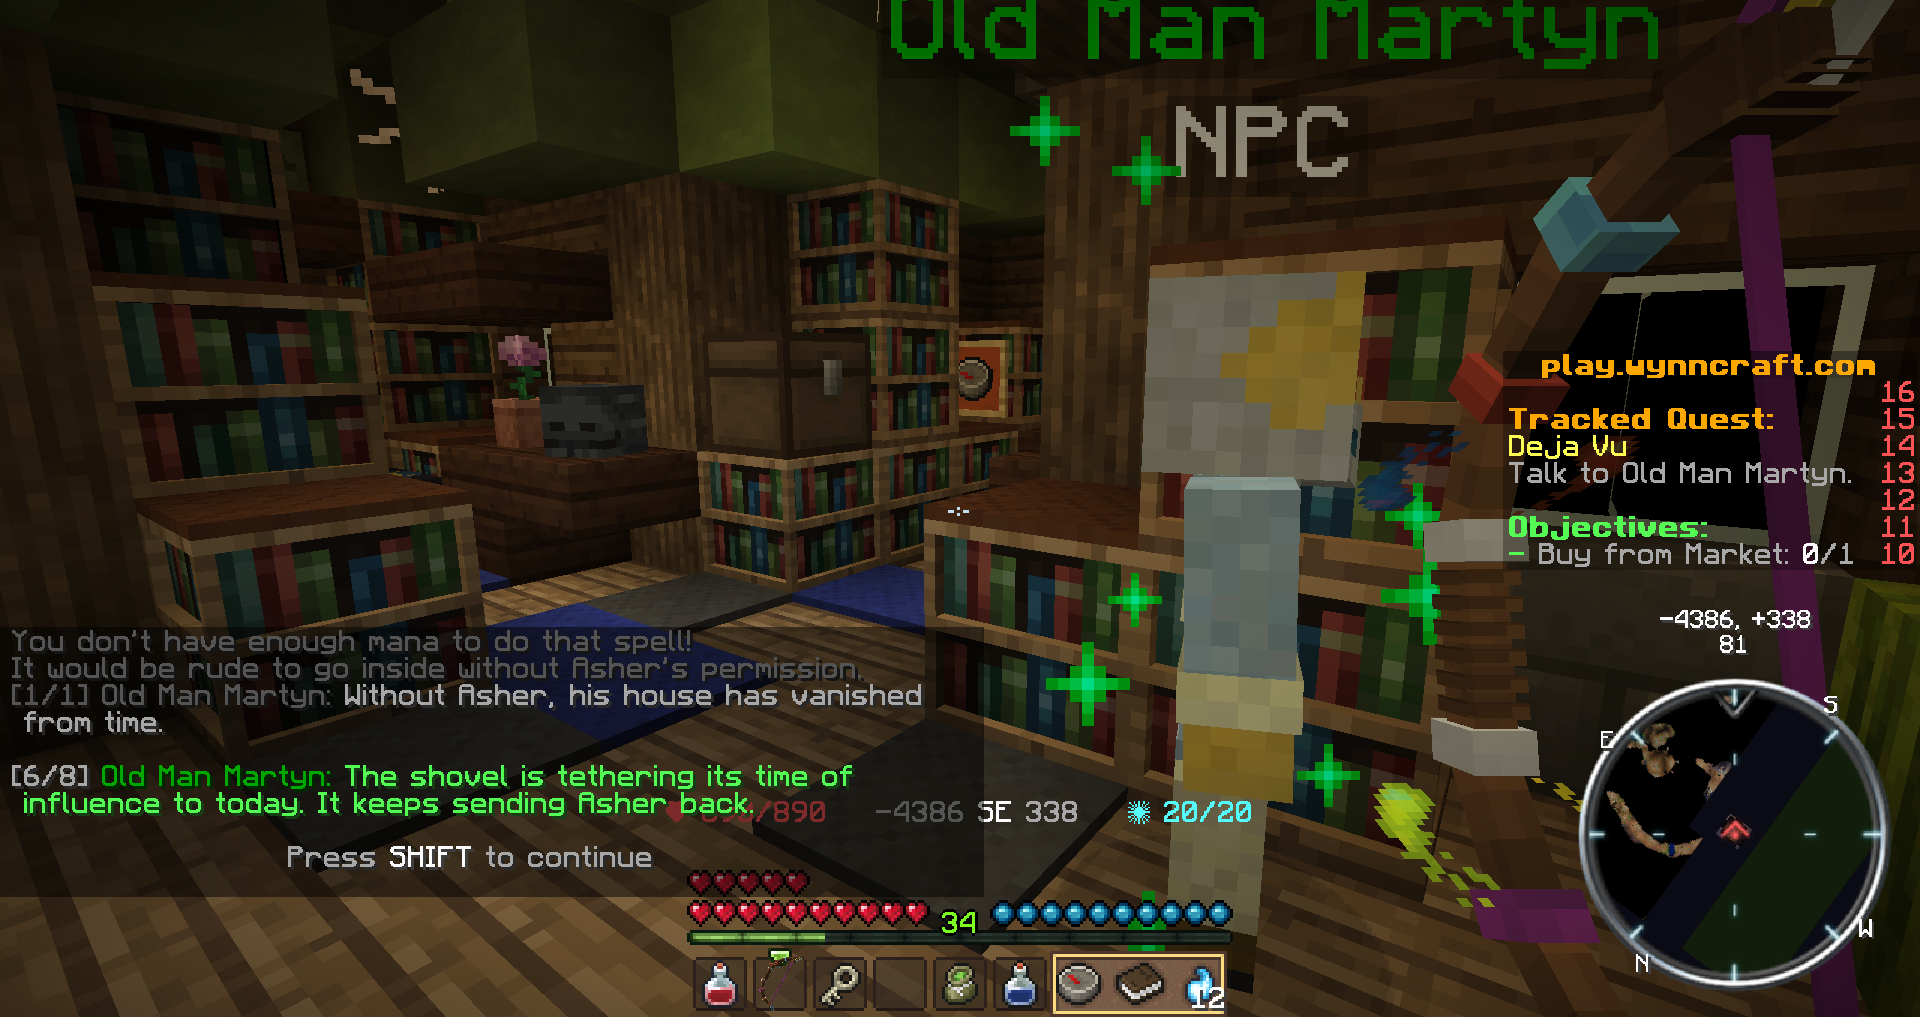 Old Man Martyn
NPC
play.wynncraft.com
16
Tracked Quest: 15
Deja Vu 14
Talk to Old Man Martyn. 13
12
Objectives: 11
- Buy from Market: 0/1 10
-4386, +338
81
S
E
W
N
You don't have enough mana to do that spell!
It would be rude to go inside without Asher's permission.
[1/1] Old Man Martyn: Without Asher, his house has vanished
from time.
[6/8] Old Man Martyn: The shovel is tethering its time of
influence to today. It keeps sending Asher back.
/890 -4386 SE 338 20/20
Press SHIFT to continue
34
12